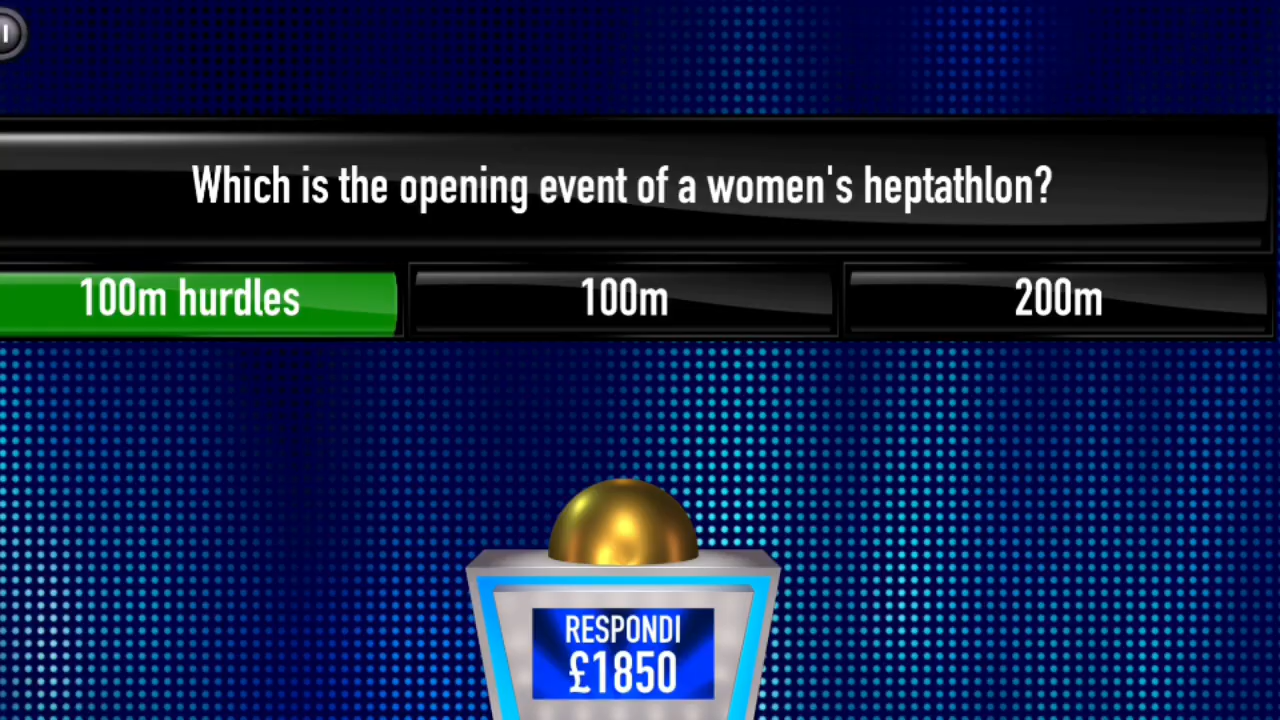 Which is the opening event of a women's heptathlon?
100m hurdles
100m
200m
RESPONDI
£1850